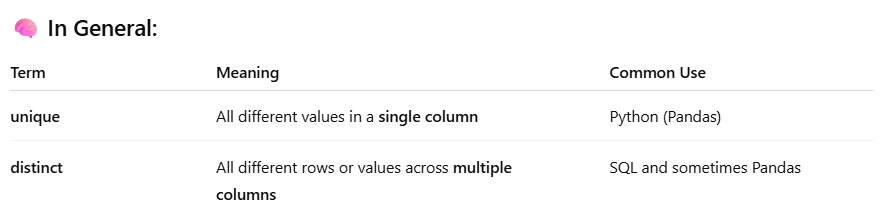 🧠 In General:
Term Meaning Common Use
unique All different values in a single column Python (Pandas)
distinct All different rows or values across multiple SQL and sometimes Pandas
columns